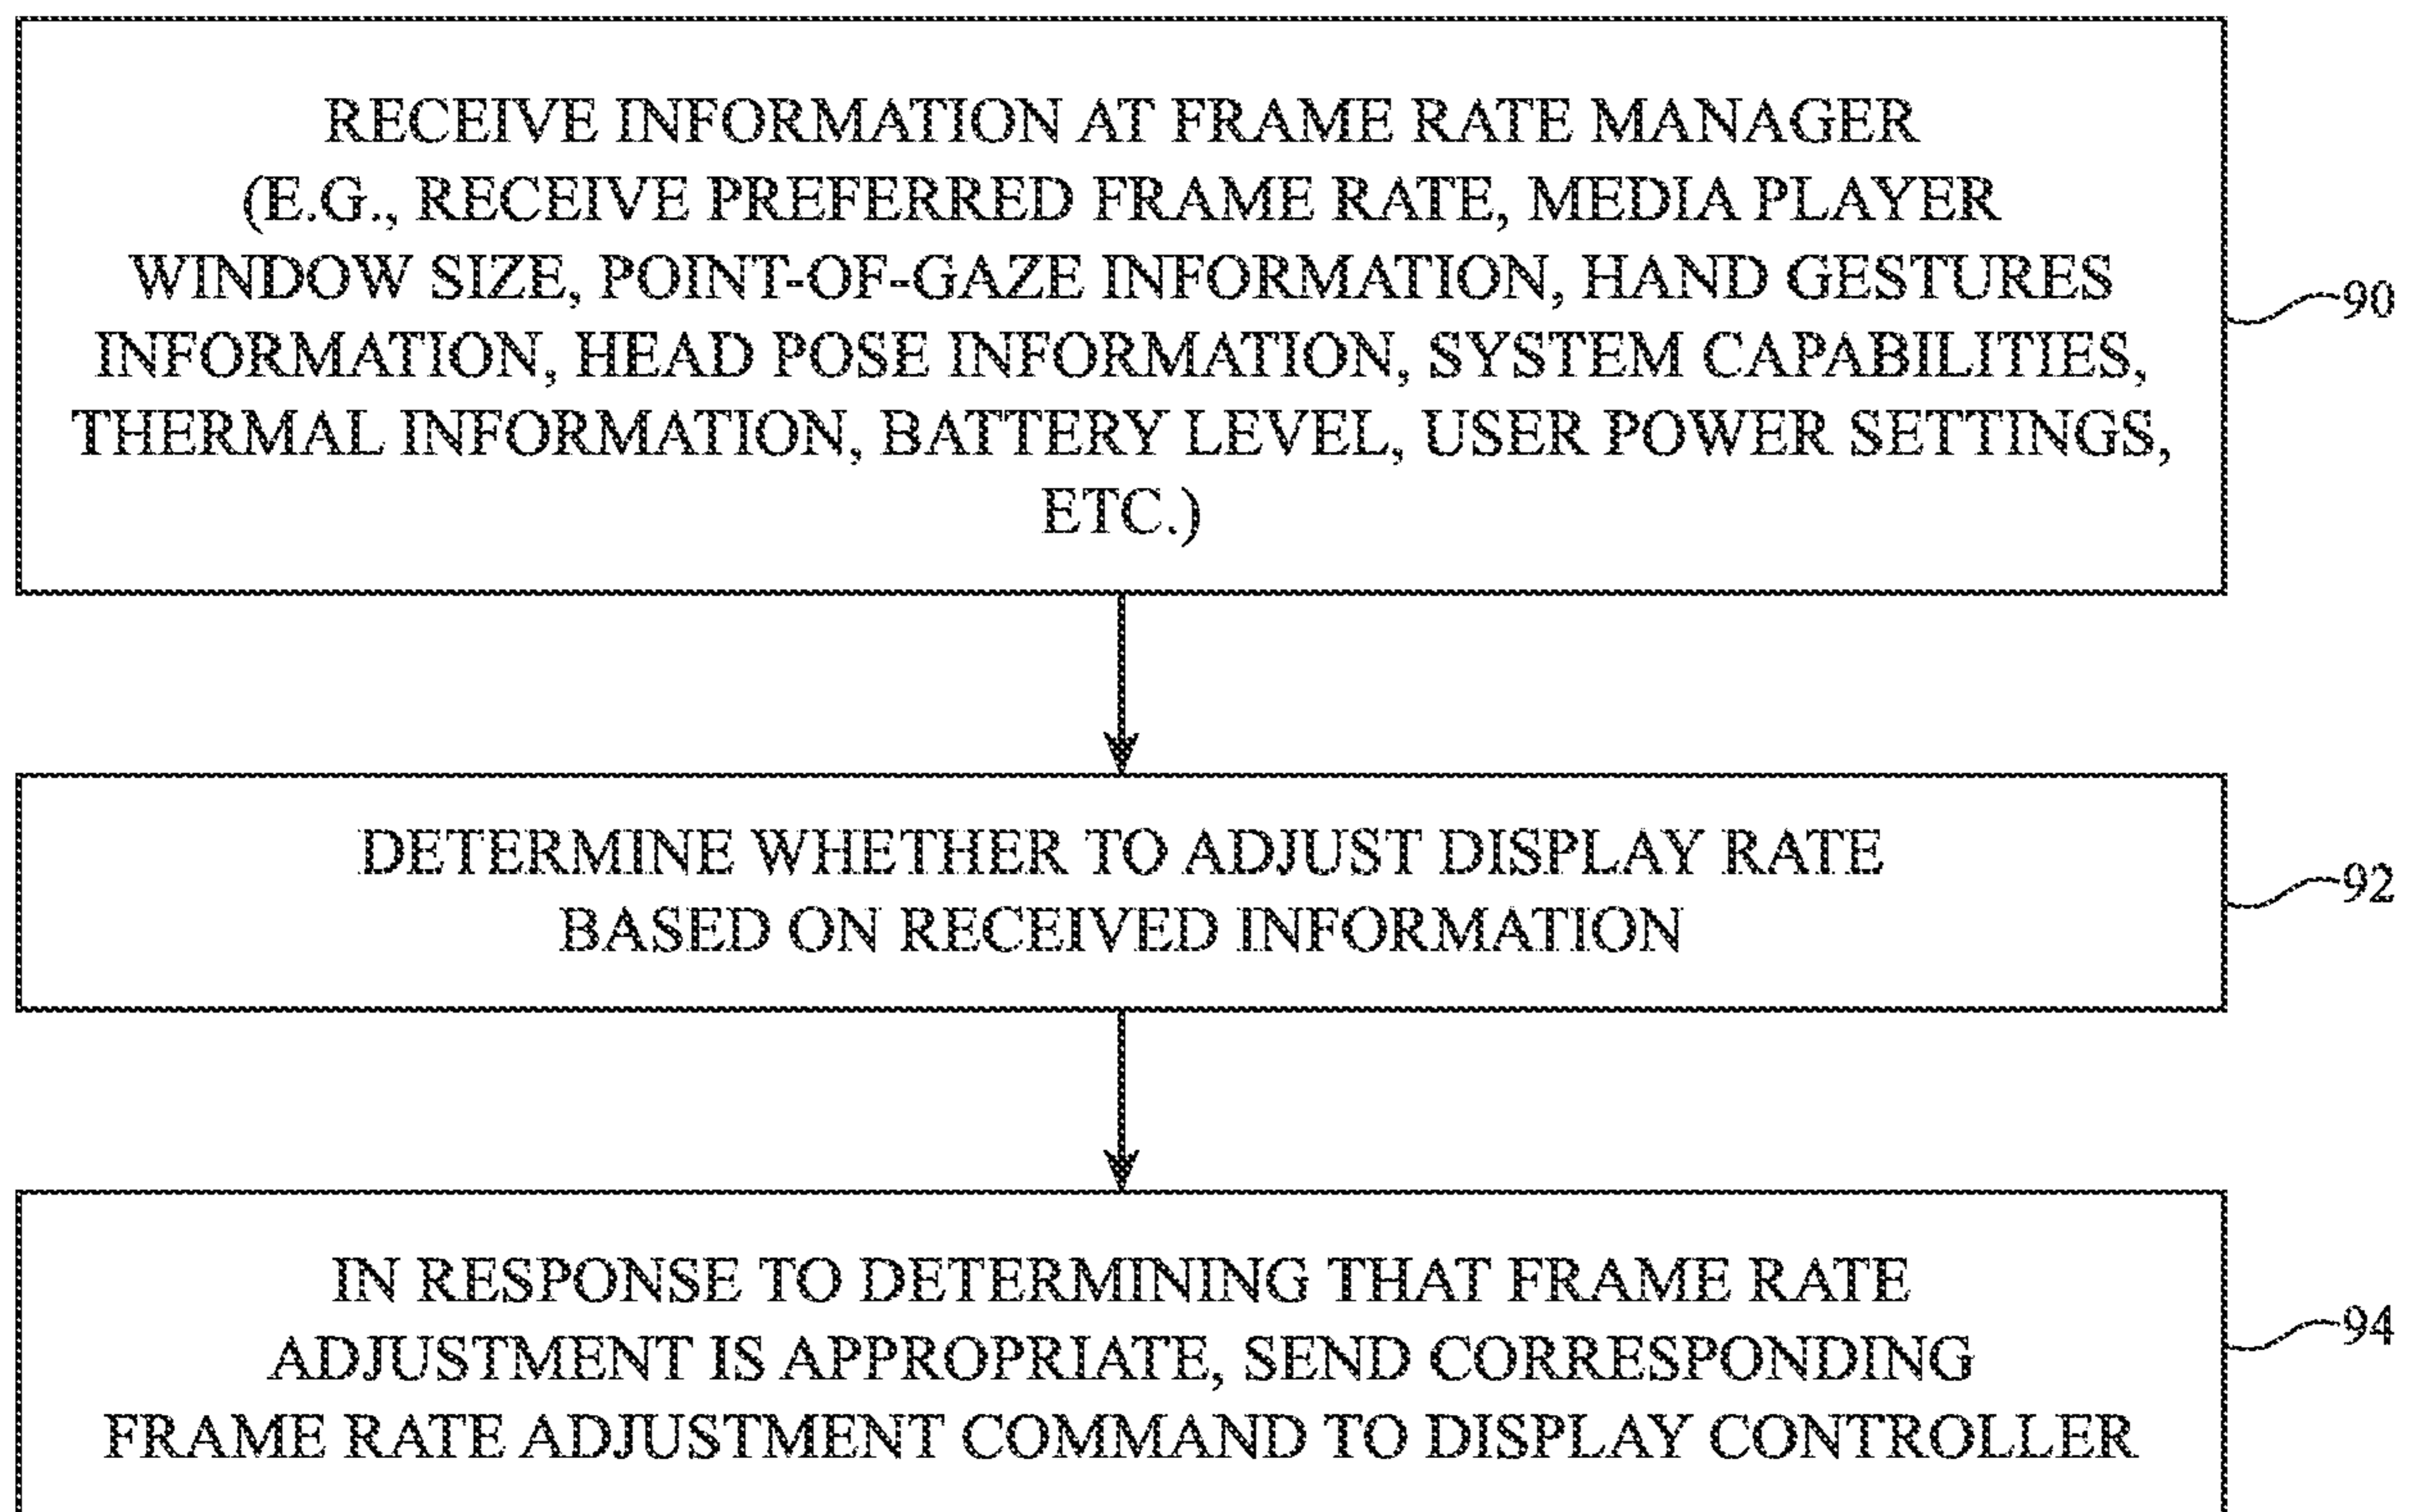 RECEIVE INFORMATION AT FRAME RATE MANAGER
(E.G., RECEIVE PREFERRED FRAME RATE, MEDIA PLAYER
WINDOW SIZE, POINT-OF-GAZE INFORMATION, HAND GESTURES
INFORMATION, HEAD POSE INFORMATION, SYSTEM CAPABILITIES,
THERMAL INFORMATION, BATTERY LEVEL, USER POWER SETTINGS,
ETC.)
90
DETERMINE WHETHER TO ADJUST DISPLAY RATE
BASED ON RECEIVED INFORMATION
92
IN RESPONSE TO DETERMINING THAT FRAME RATE
ADJUSTMENT IS APPROPRIATE, SEND CORRESPONDING
FRAME RATE ADJUSTMENT COMMAND TO DISPLAY CONTROLLER
94